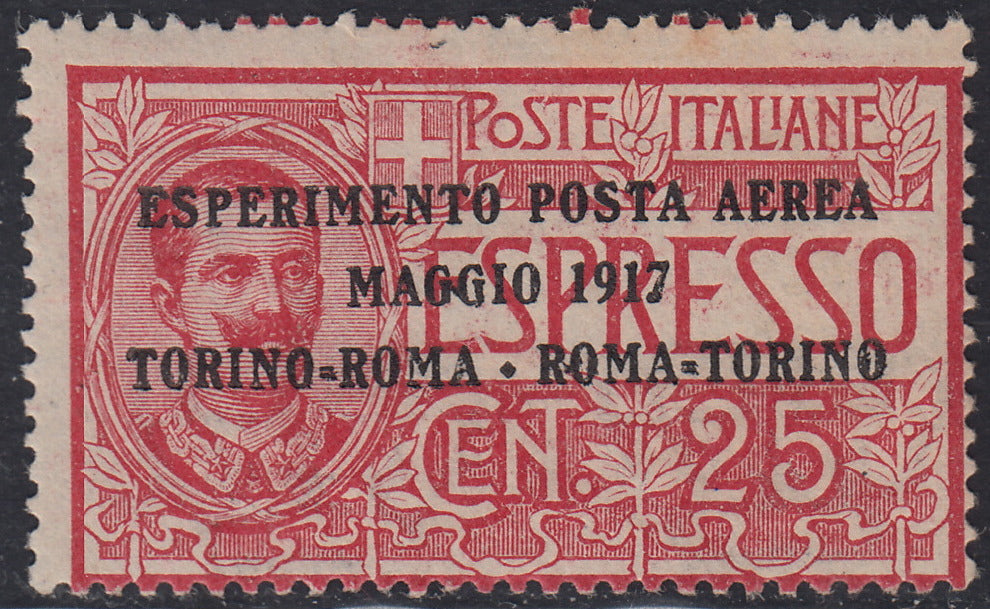 POSTE ITALIANE
ESPERIMENTO POSTA AEREA
ESPRESSO
MAGGIO 1917
TORINO=ROMA • ROMA=TORINO
CENT. 25